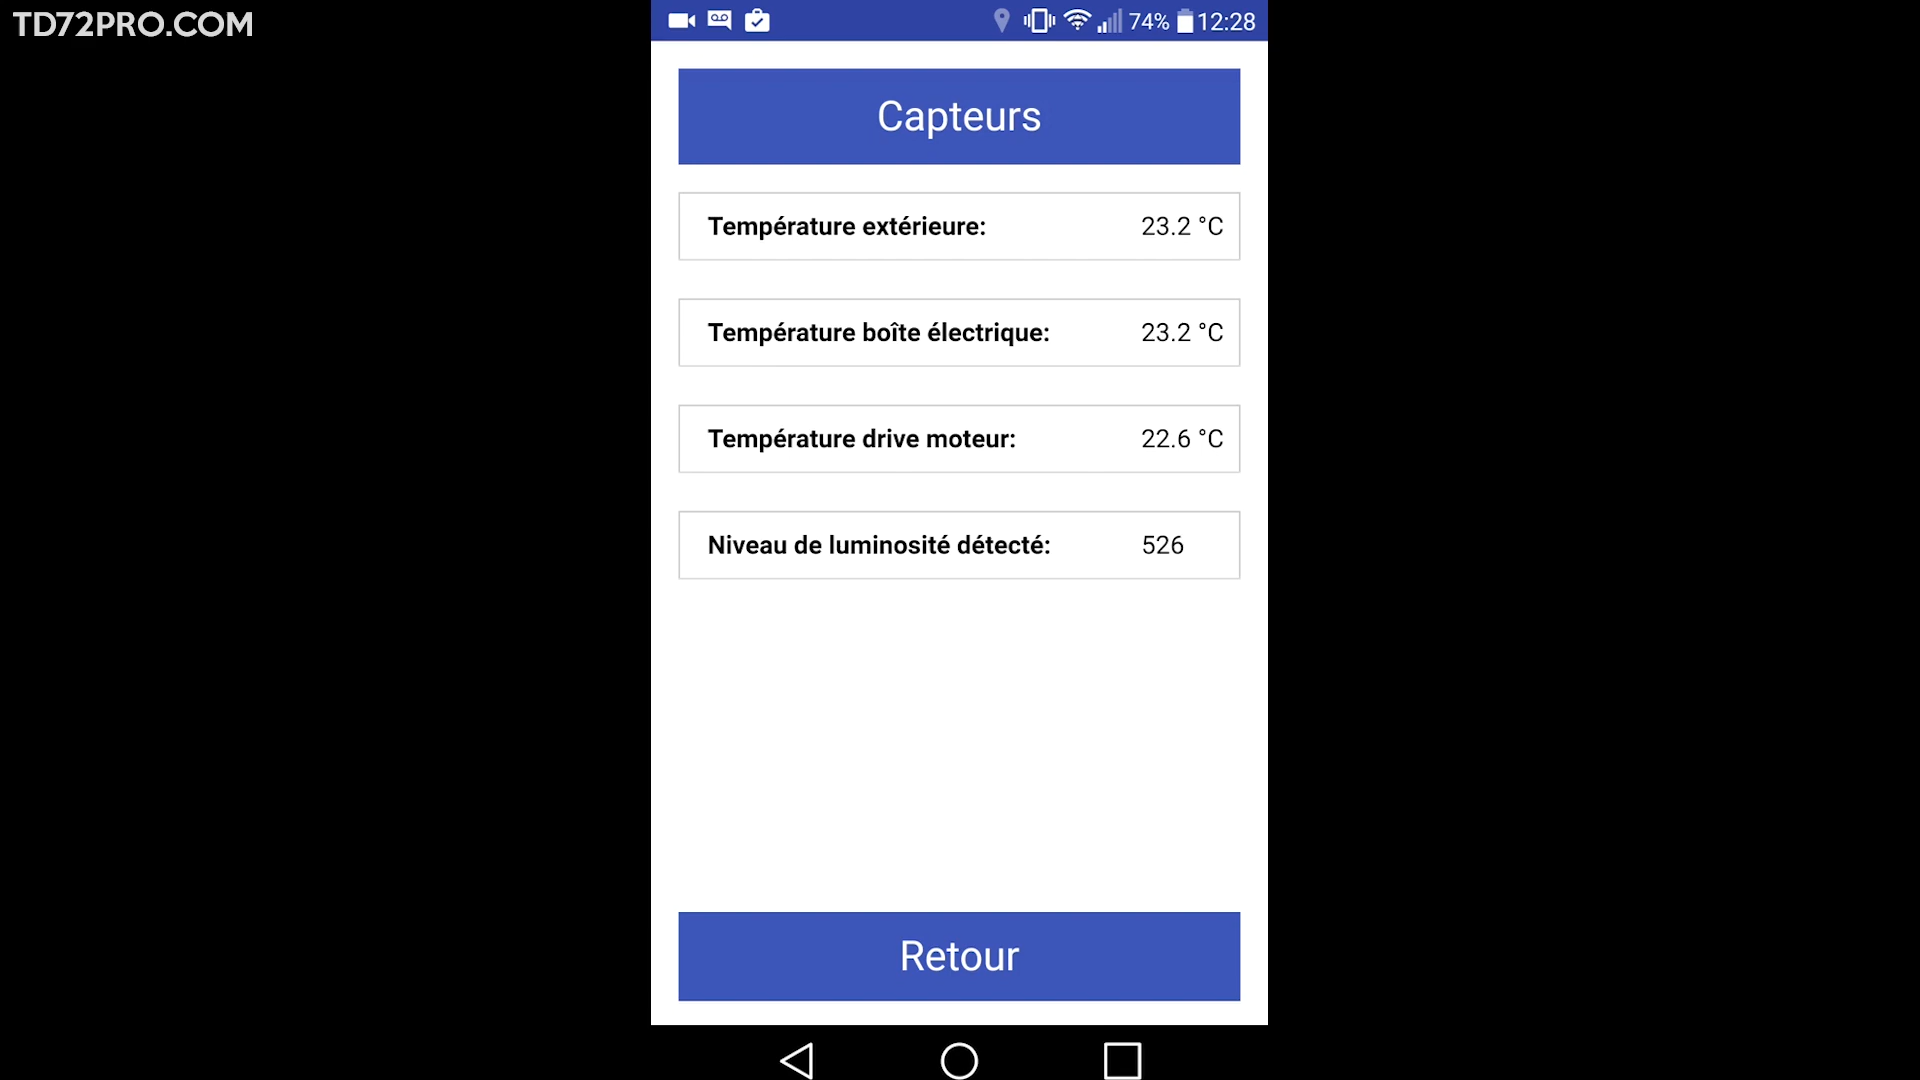 TD72PRO.COM
74% 12:28
Capteurs
Température extérieure: 23.2 °C
Température boîte électrique: 23.2 °C
Température drive moteur: 22.6 °C
Niveau de luminosité détecté: 526
Retour